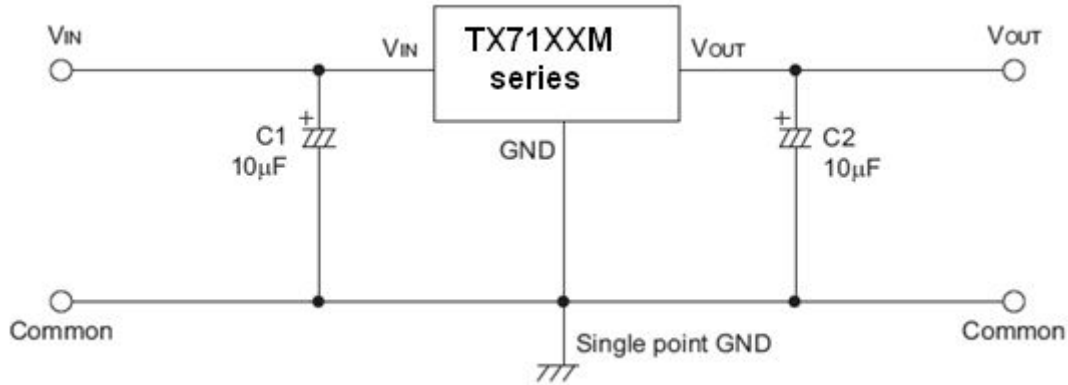 VIN
VIN
TX71XXM
series
VOUT
VOUT
+
C1
10μF
GND
+
C2
10μF
Common
Single point GND
Common